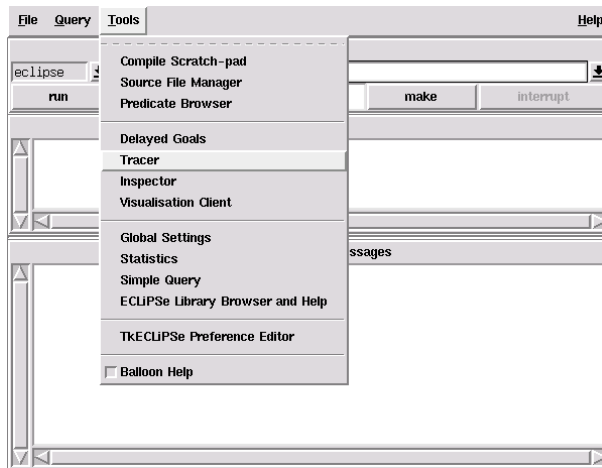 File Query Tools Help
Compile Scratch-pad
eclipse
Source File Manager
run
Predicate Browser
make
interrupt
Delayed Goals
Tracer
Inspector
Visualisation Client
Global Settings
ssages
Statistics
Simple Query
ECLiPSe Library Browser and Help
TkECLiPSe Preference Editor
Balloon Help